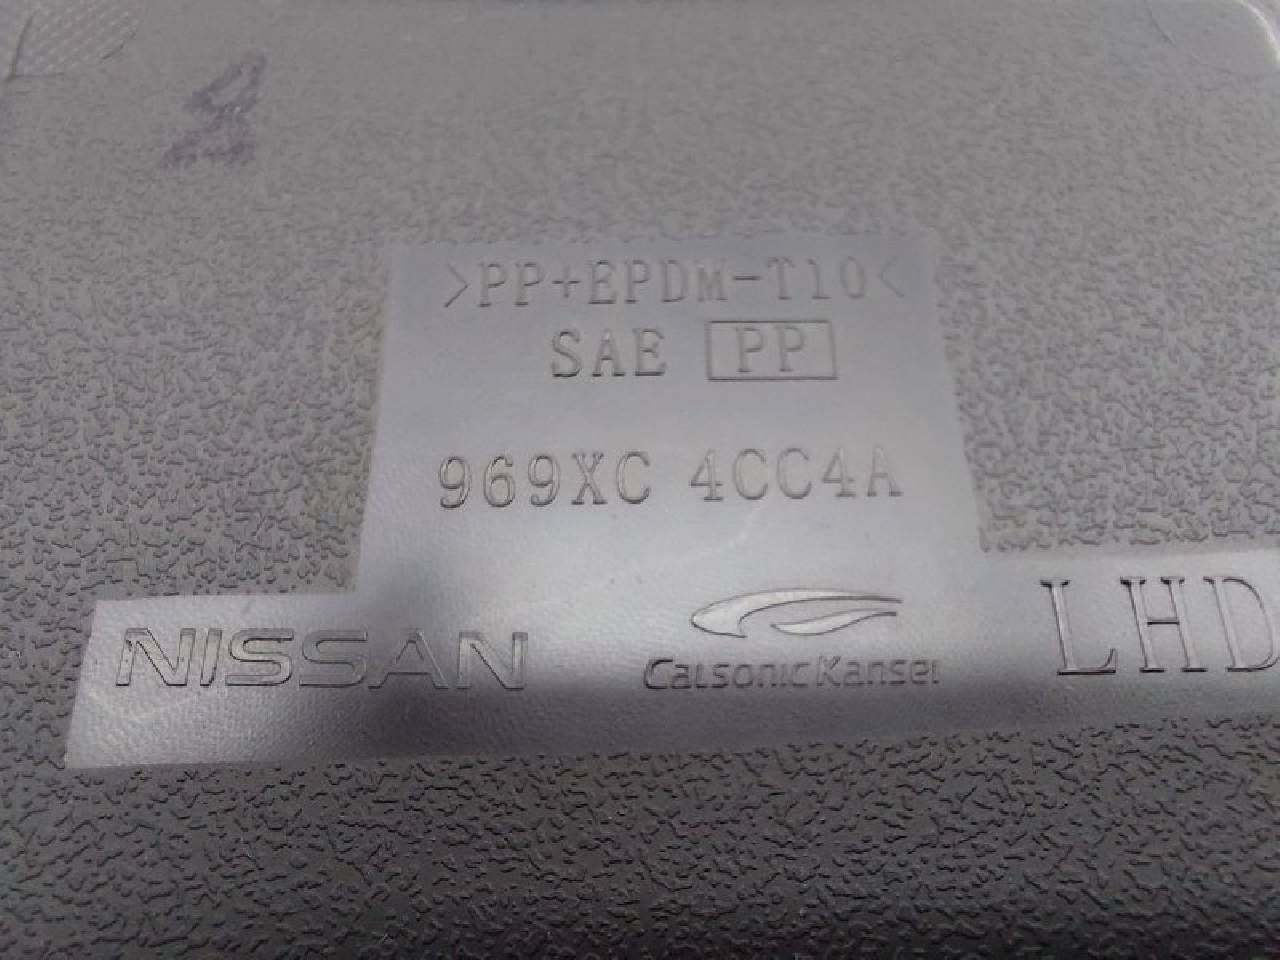 >PP+EPDM-T10<
SAE PP
969XC 4CC4A
NISSAN
CalsonicKansei
LHD